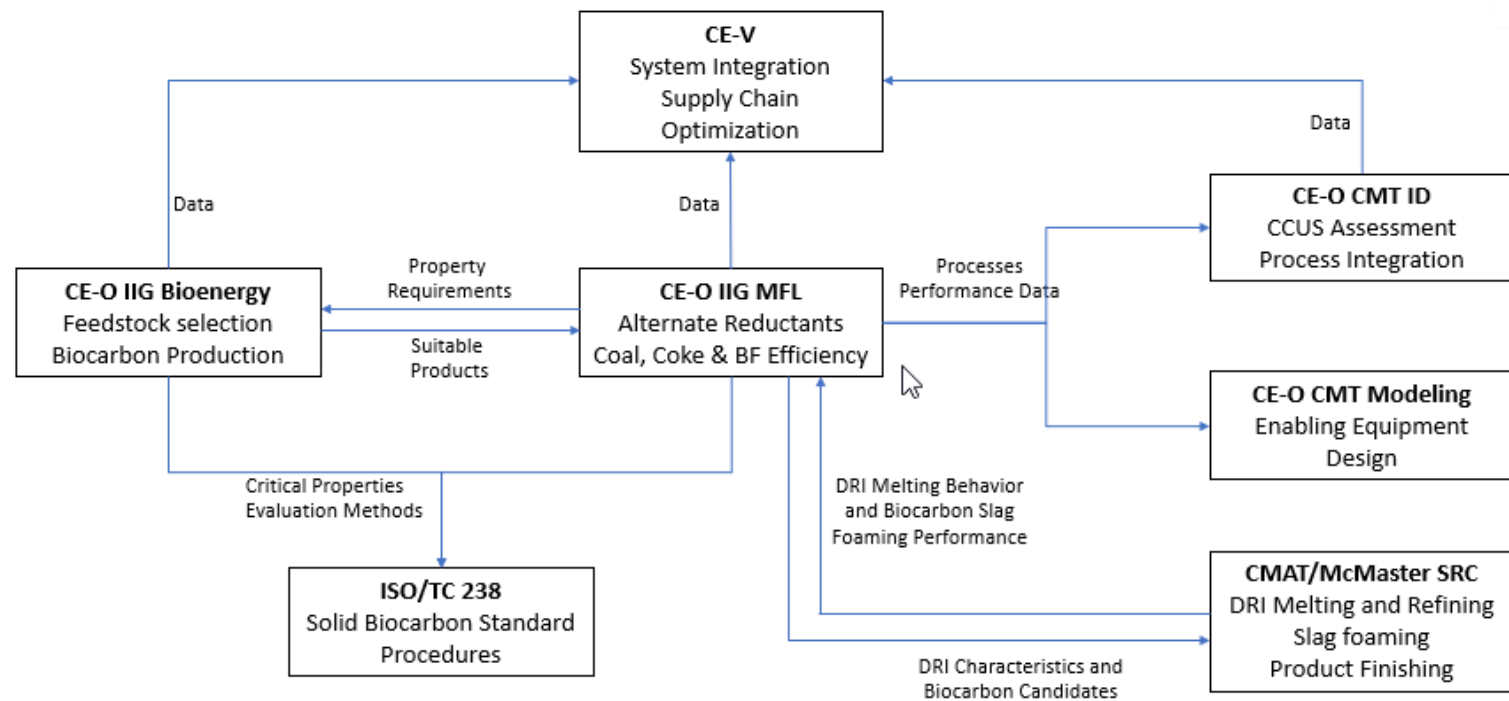 CE-V
System Integration
Supply Chain
Optimization
Data
Data
Data
CE-O CMT ID
CCUS Assessment
Process Integration
CE-O IIG Bioenergy
Feedstock selection
Biocarbon Production
Property
Requirements
Suitable
Products
CE-O IIG MFL
Alternate Reductants
Coal, Coke & BF Efficiency
Processes
Performance Data
CE-O CMT Modeling
Enabling Equipment
Design
Critical Properties
Evaluation Methods
DRI Melting Behavior
and Biocarbon Slag
Foaming Performance
ISO/TC 238
Solid Biocarbon Standard
Procedures
CMAT/McMaster SRC
DRI Melting and Refining
Slag foaming
Product Finishing
DRI Characteristics and
Biocarbon Candidates